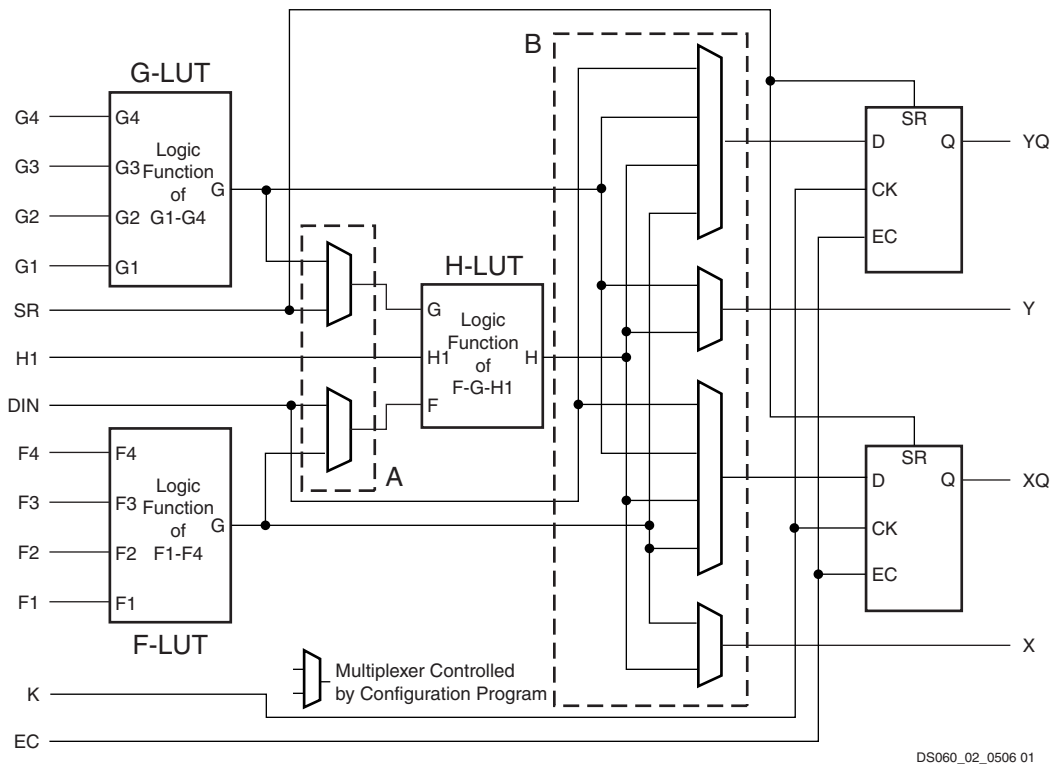 B
G-LUT
G4
G3
G2
G1
G4
G3
G2
G1
Logic
Function
of
G1-G4
G
SR
H1
DIN
H-LUT
G
H1
F
Logic
Function
of
F-G-H1
H
A
F4
F3
F2
F1
F4
F3
F2
F1
Logic
Function
of
F1-F4
G
F-LUT
SR
D
CK
EC
Q
YQ
Y
SR
D
CK
EC
Q
XQ
X
Multiplexer Controlled
by Configuration Program
K
EC
DS060_02_0506 01